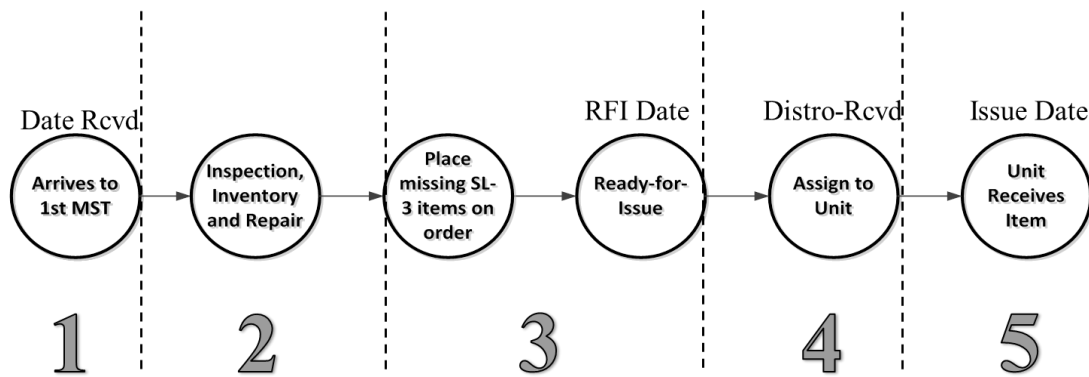 Date Rcvd
RFI Date
Distro-Rcvd
Issue Date
Arrives to
1st MST
Inspection,
Inventory
and Repair
Place
missing SL-
3 items on
order
Ready-for-
Issue
Assign to
Unit
Unit
Receives
Item
1
2
3
4
5